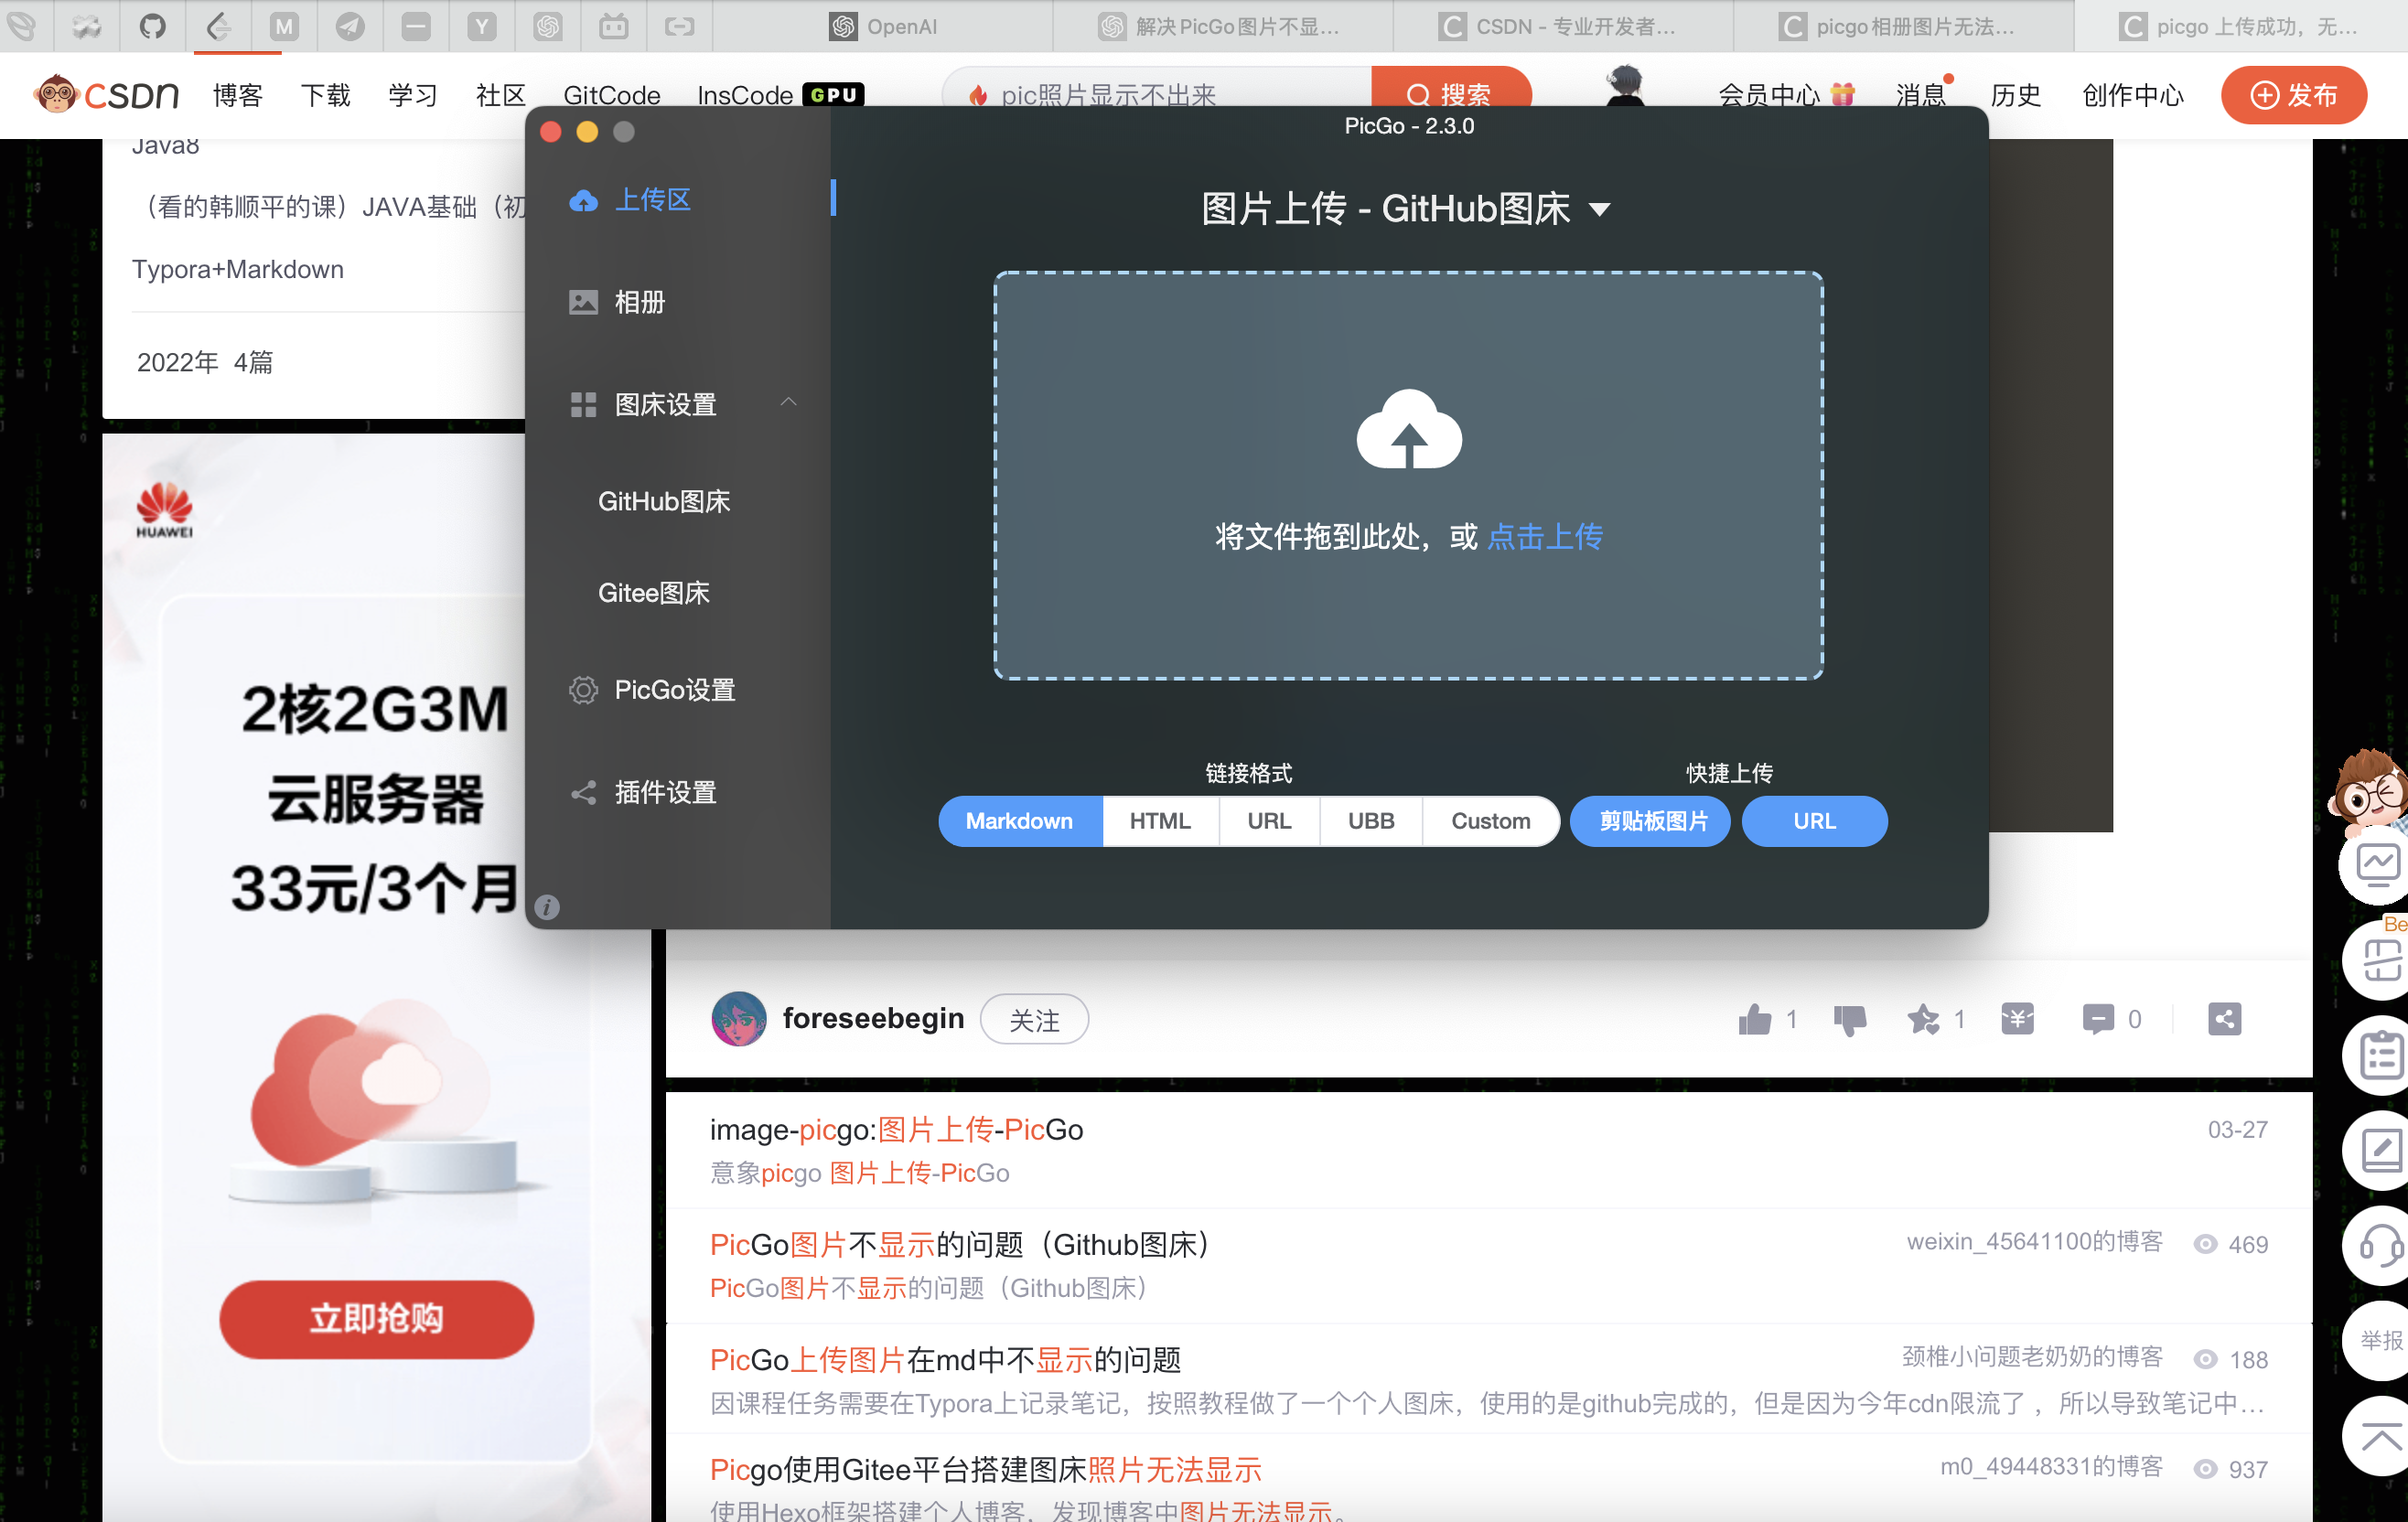 OpenAI
解决PicGo图片不显...
CSDN - 专业开发者...
picgo相册图片无法...
picgo 上传成功，无...
CSDN
博客
下载
学习
社区
GitCode
InsCode GPU
pic照片显示不出来
搜索
会员中心
消息
历史
创作中心
发布
Java8
（看的韩顺平的课）JAVA基础（初
Typora+Markdown
2022年 4篇
HUAWEI
2核2G3M
云服务器
33元/3个月
立即抢购
PicGo - 2.3.0
上传区
相册
图床设置
GitHub图床
Gitee图床
PicGo设置
插件设置
图片上传 - GitHub图床
将文件拖到此处，或 点击上传
链接格式
快捷上传
Markdown
HTML
URL
UBB
Custom
剪贴板图片
URL
foreseebegin
关注
1
1
0
image-picgo:图片上传-PicGo
03-27
意象picgo 图片上传-PicGo
PicGo图片不显示的问题（Github图床）
weixin_45641100的博客
469
PicGo图片不显示的问题（Github图床）
PicGo上传图片在md中不显示的问题
颈椎小问题老奶奶的博客
188
因课程任务需要在Typora上记录笔记，按照教程做了一个个人图床，使用的是github完成的，但是因为今年cdn限流了 ，所以导致笔记中...
Picgo使用Gitee平台搭建图床照片无法显示
m0_49448331的博客
937
使用Hexo框架搭建个人博客，发现博客中图片无法显示。
Be
举报